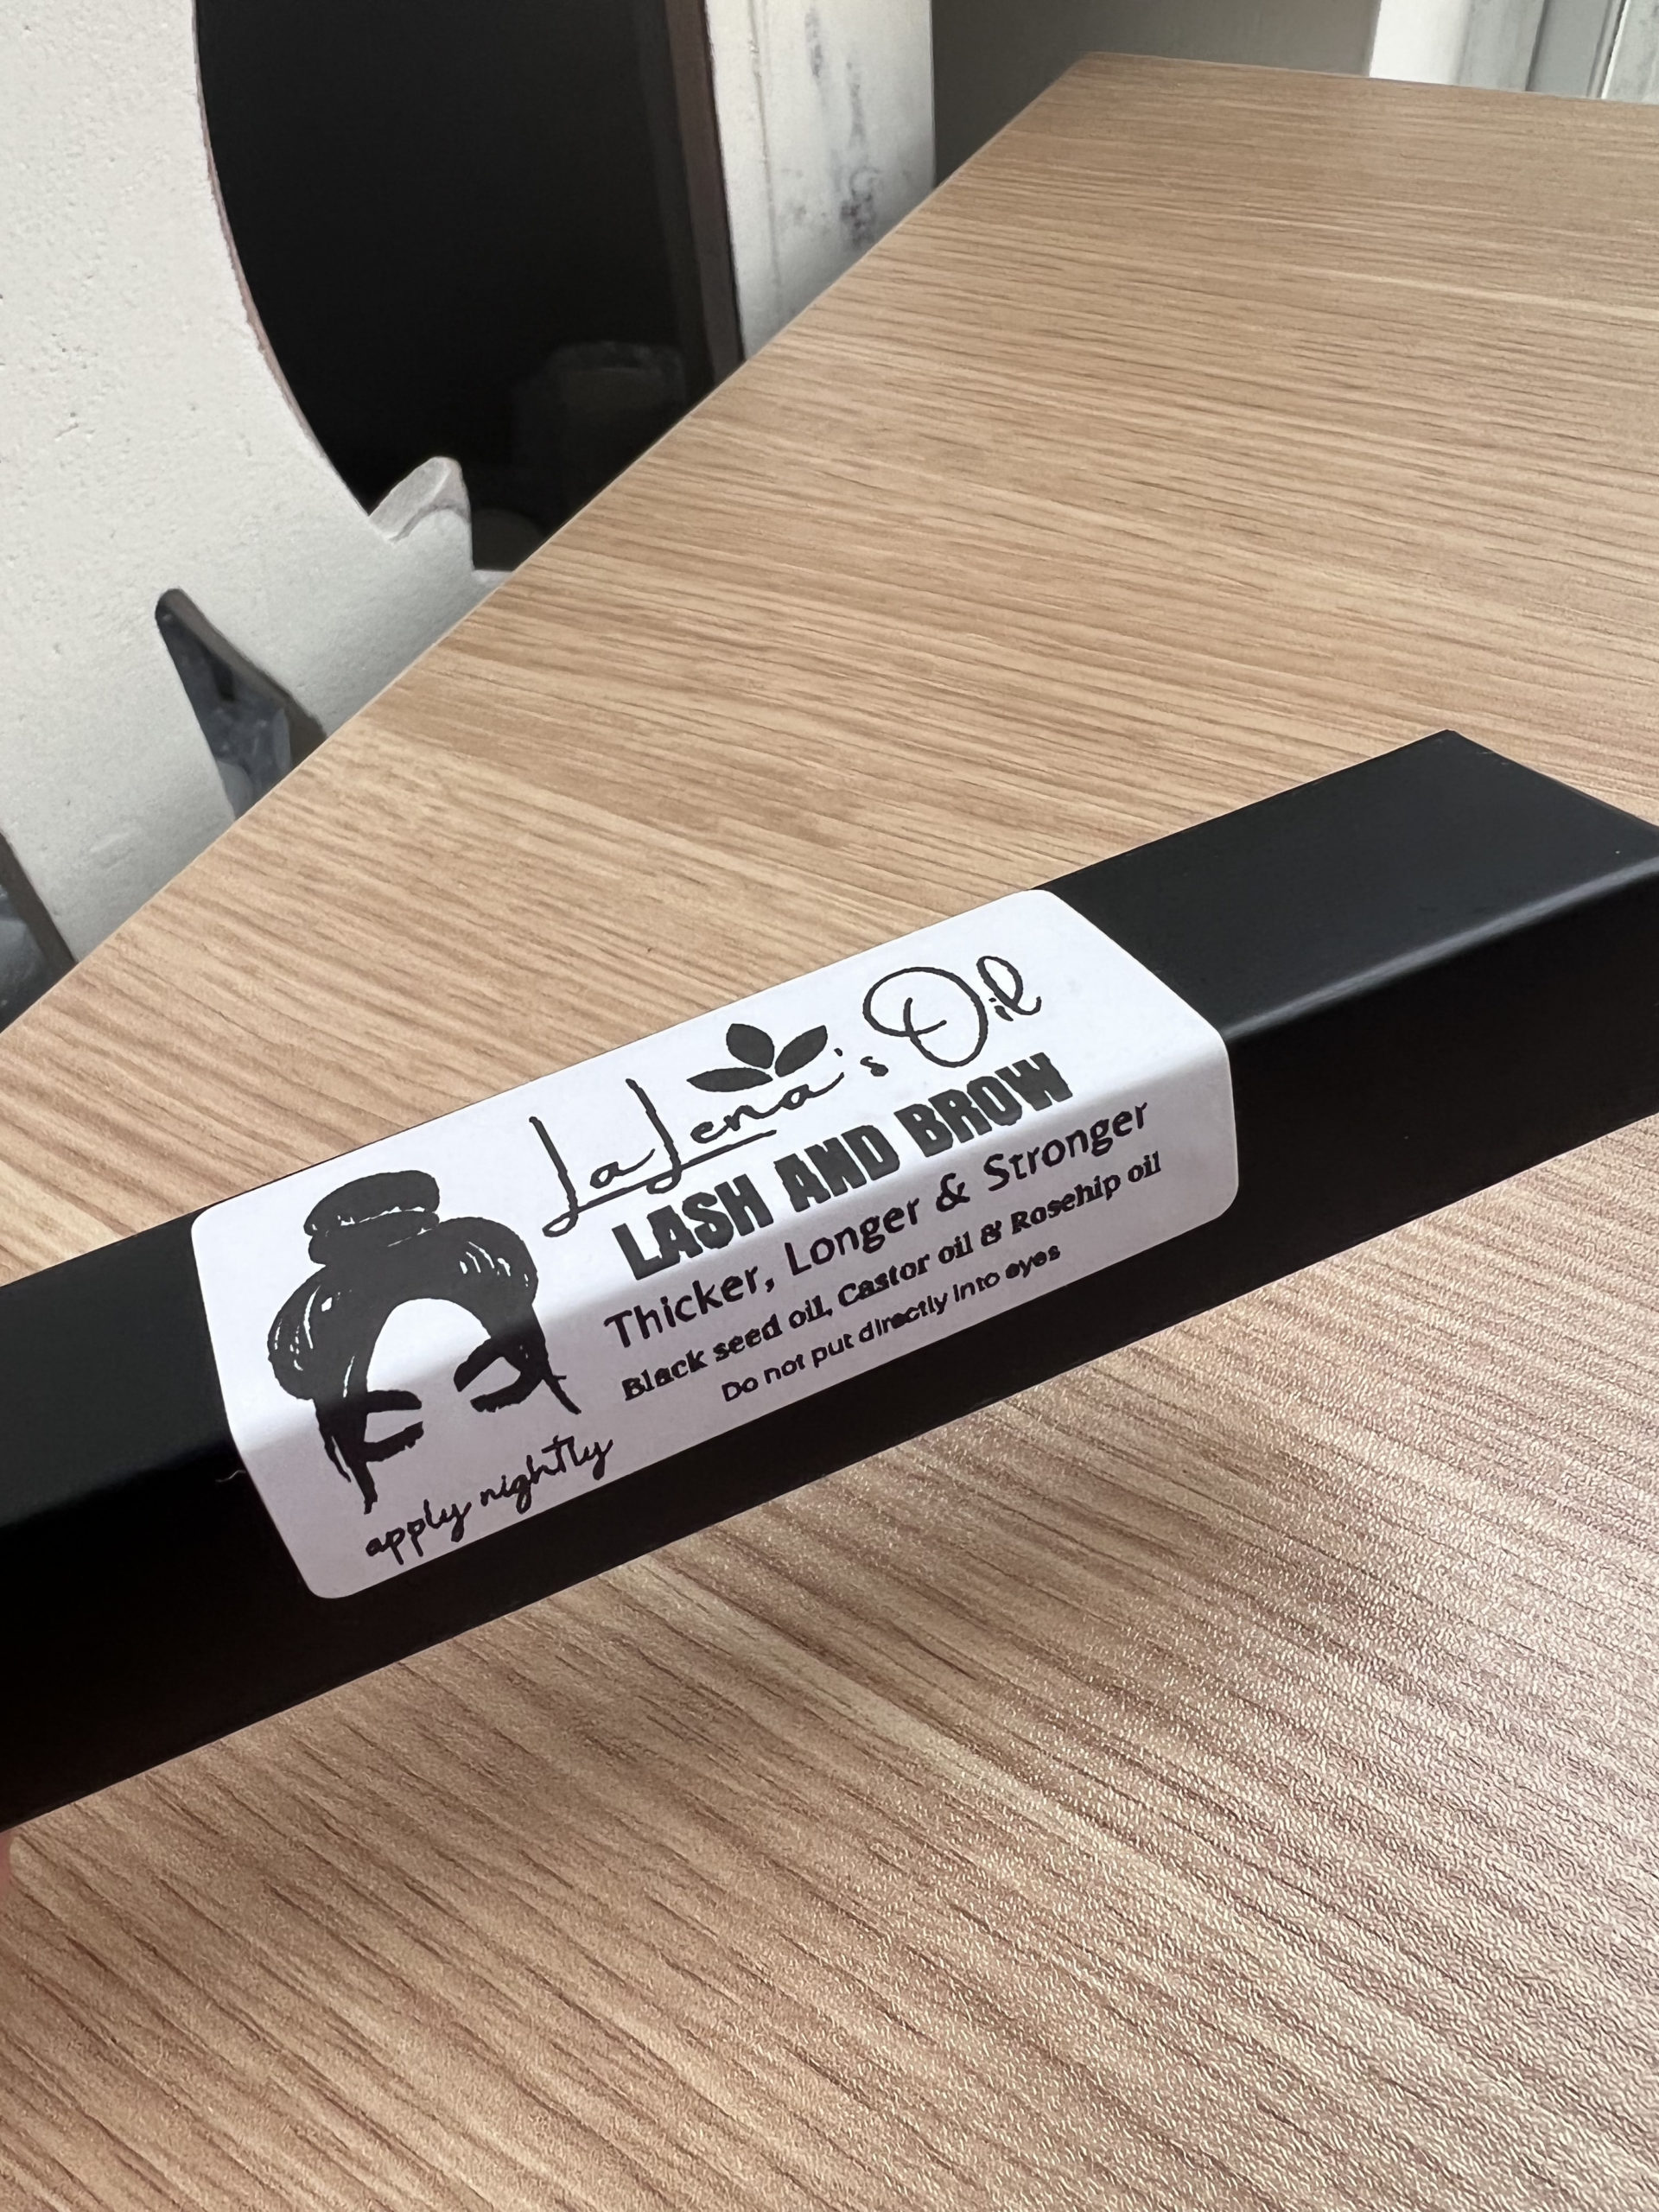 LaLena's Oil
LASH AND BROW
Thicker, Longer & Stronger
Black seed oil, Castor oil & Rosehip oil
Do not put directly into eyes
apply nightly